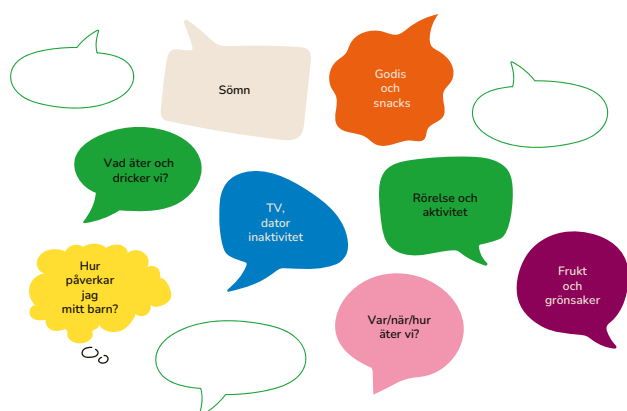 Sömn
Godis
och
snacks
Vad äter och
dricker vi?
TV,
dator
inaktivitet
Rörelse och
aktivitet
Hur
påverkar
jag
mitt barn?
Var/när/hur
äter vi?
Frukt
och
grönsaker